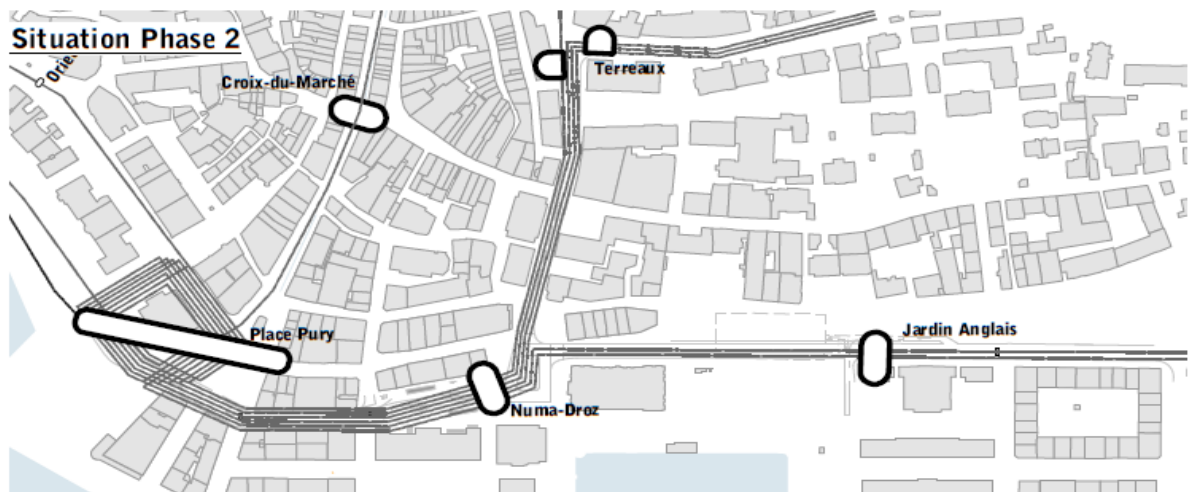 Situation Phase 2
Croix-du-Marché
Terreaux
Place Pury
Jardin Anglais
Numa-Droz